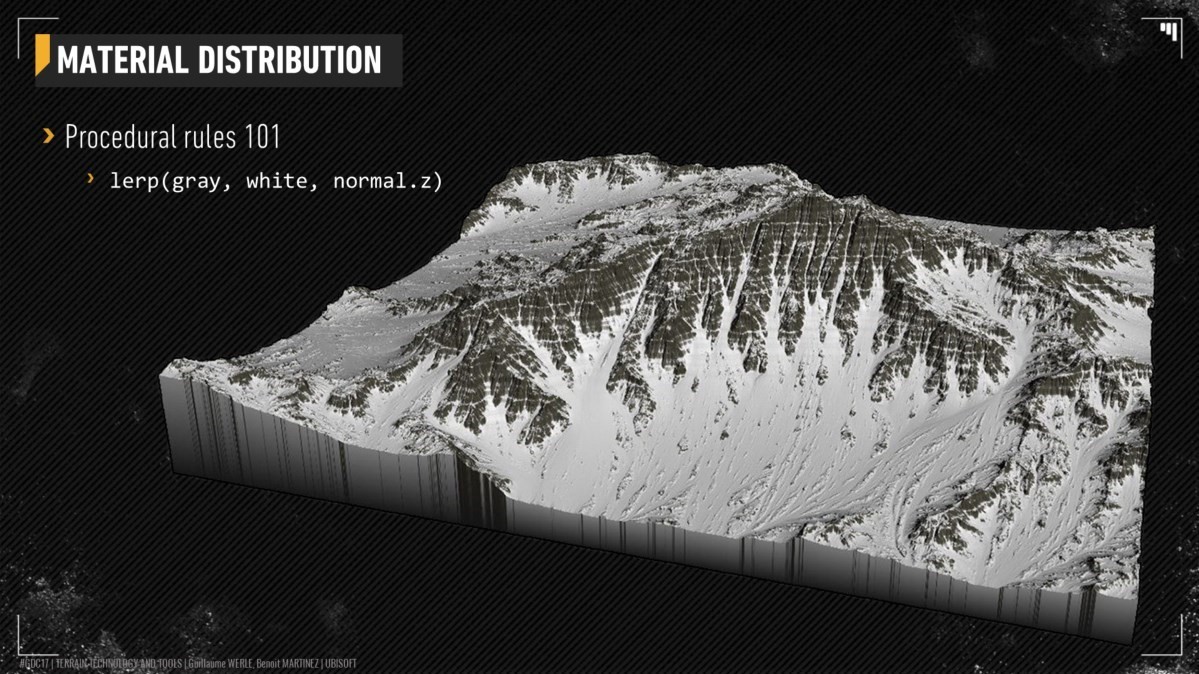 MATERIAL DISTRIBUTION
Procedural rules 101
lerp(gray, white, normal.z)
#GDC17 | TERRAIN TECHNOLOGY AND TOOLS | Guillaume WERLE, Benoit MARTINEZ | UBISOFT